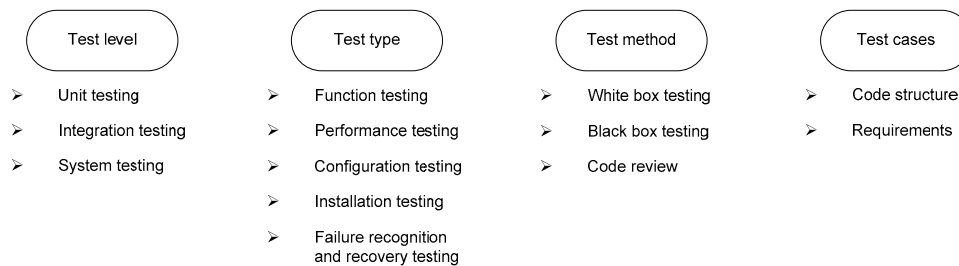 Test level
Unit testing
Integration testing
System testing
Test type
Function testing
Performance testing
Configuration testing
Installation testing
Failure recognition
and recovery testing
Test method
White box testing
Black box testing
Code review
Test cases
Code structure
Requirements